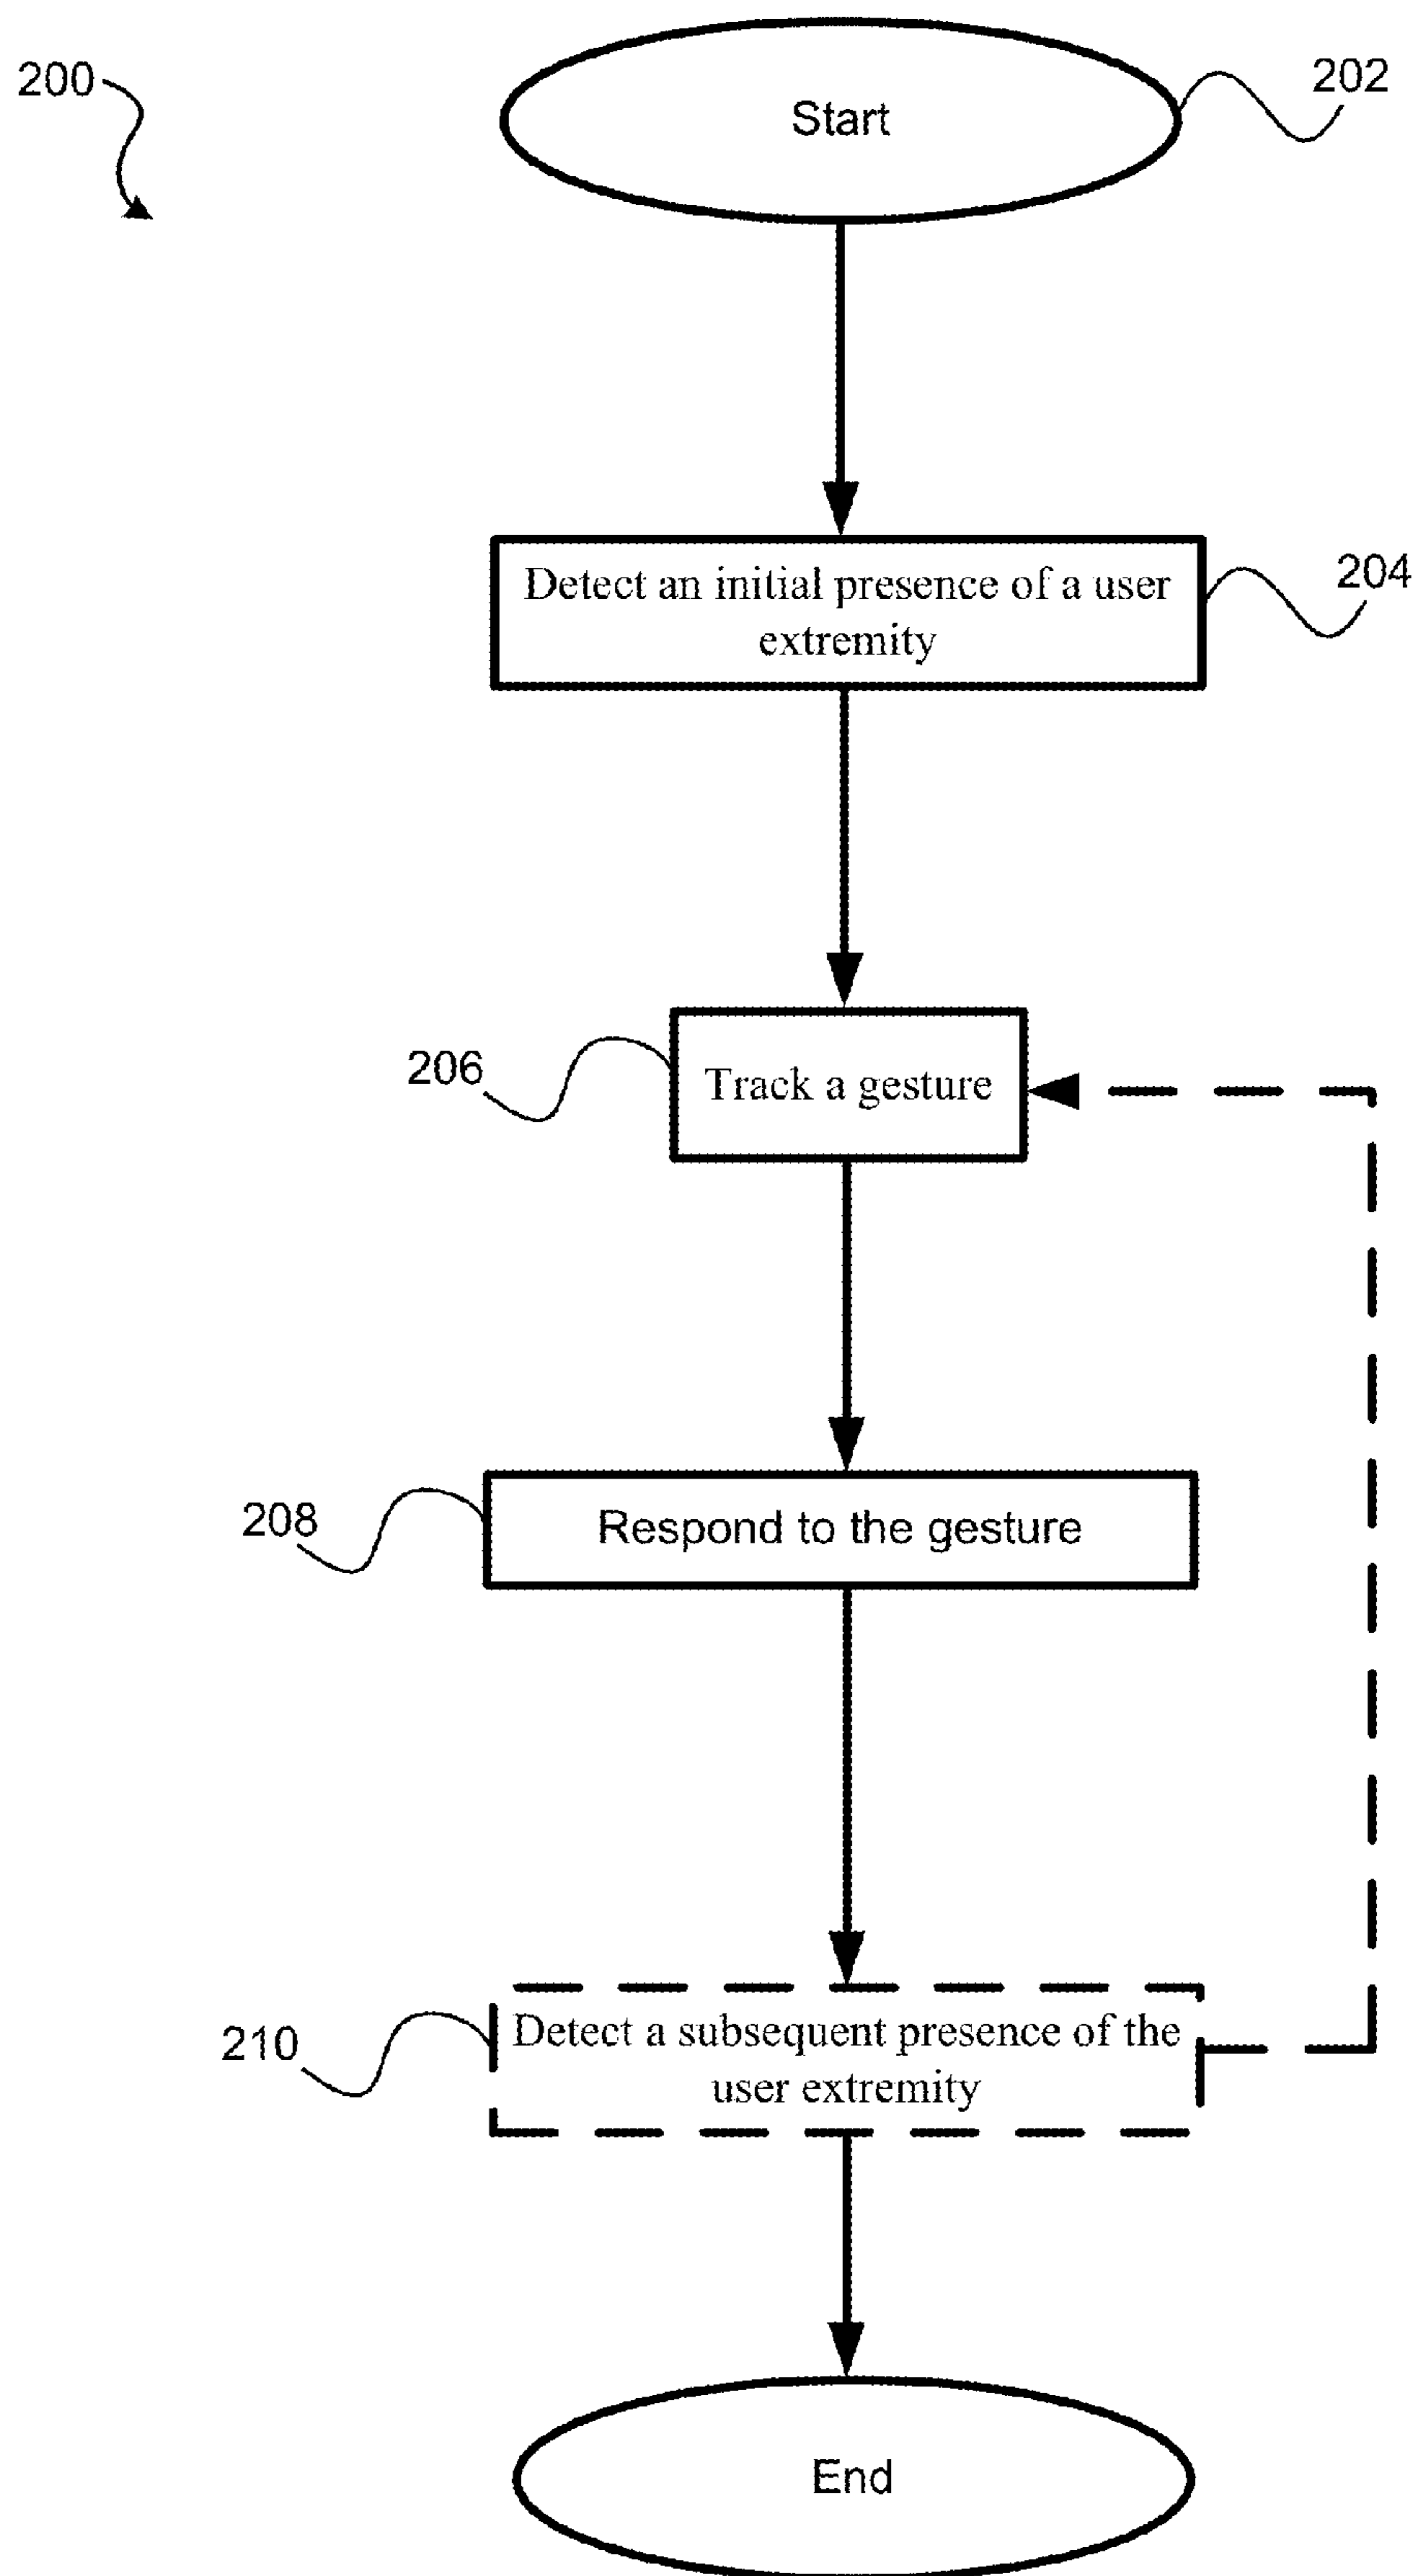 200
Start
202
Detect an initial presence of a user
extremity
204
206
Track a gesture
208
Respond to the gesture
210
Detect a subsequent presence of the
user extremity
End